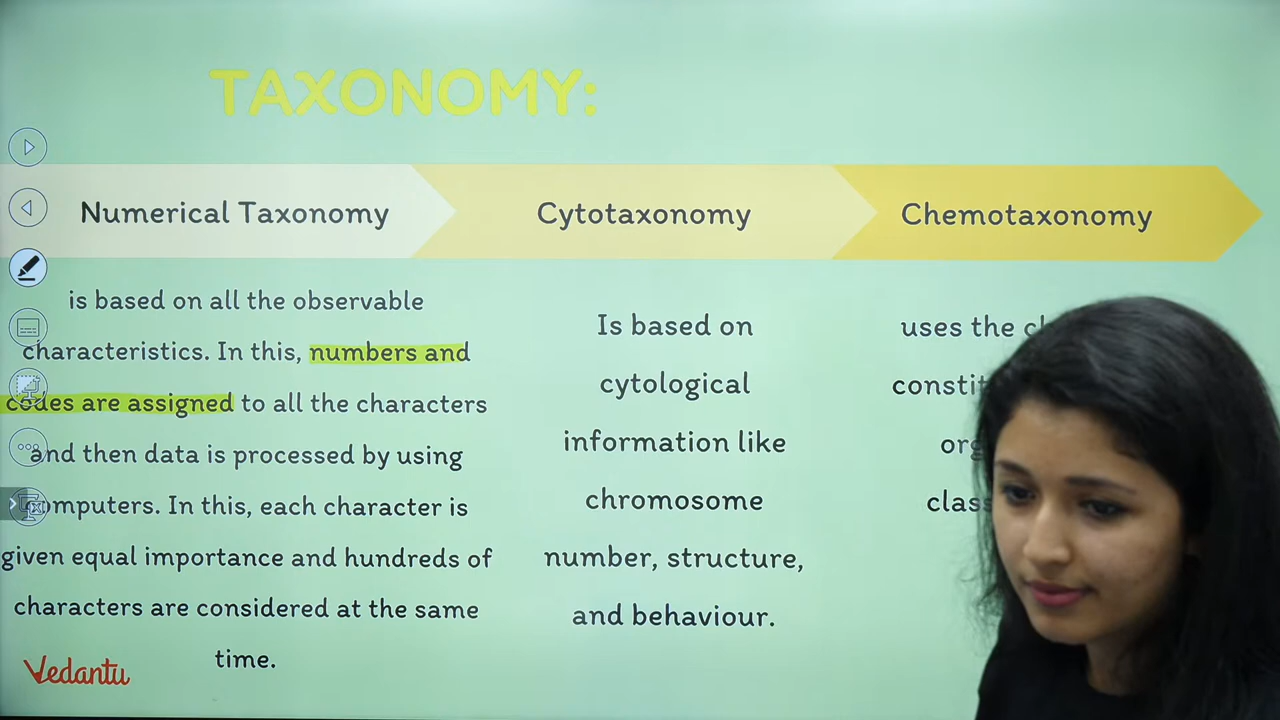 TAXONOMY:
Numerical Taxonomy
Cytotaxonomy
Chemotaxonomy
is based on all the observable
characteristics. In this, numbers and
codes are assigned to all the characters
and then data is processed by using
computers. In this, each character is
given equal importance and hundreds of
characters are considered at the same
time.
Is based on
cytological
information like
chromosome
number, structure,
and behaviour.
uses the
Vedantu